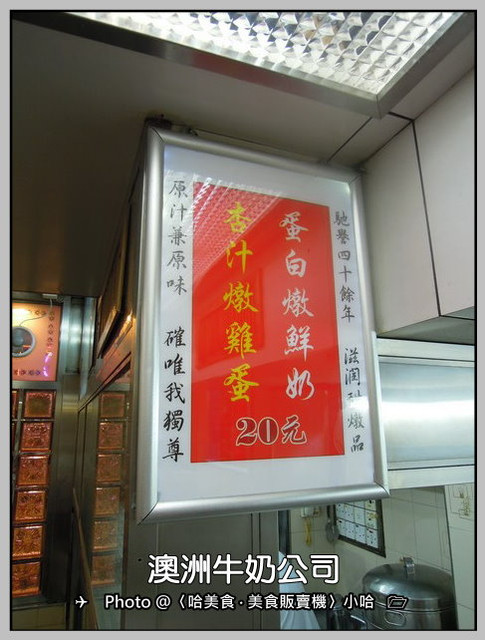 馳譽四十餘年
滋潤 燉品
蛋白燉鮮奶
杏汁燉雞蛋
20元
原汁兼原味
確唯我獨尊
澳洲牛奶公司
Photo @〈哈美食‧美食販賣機〉小哈